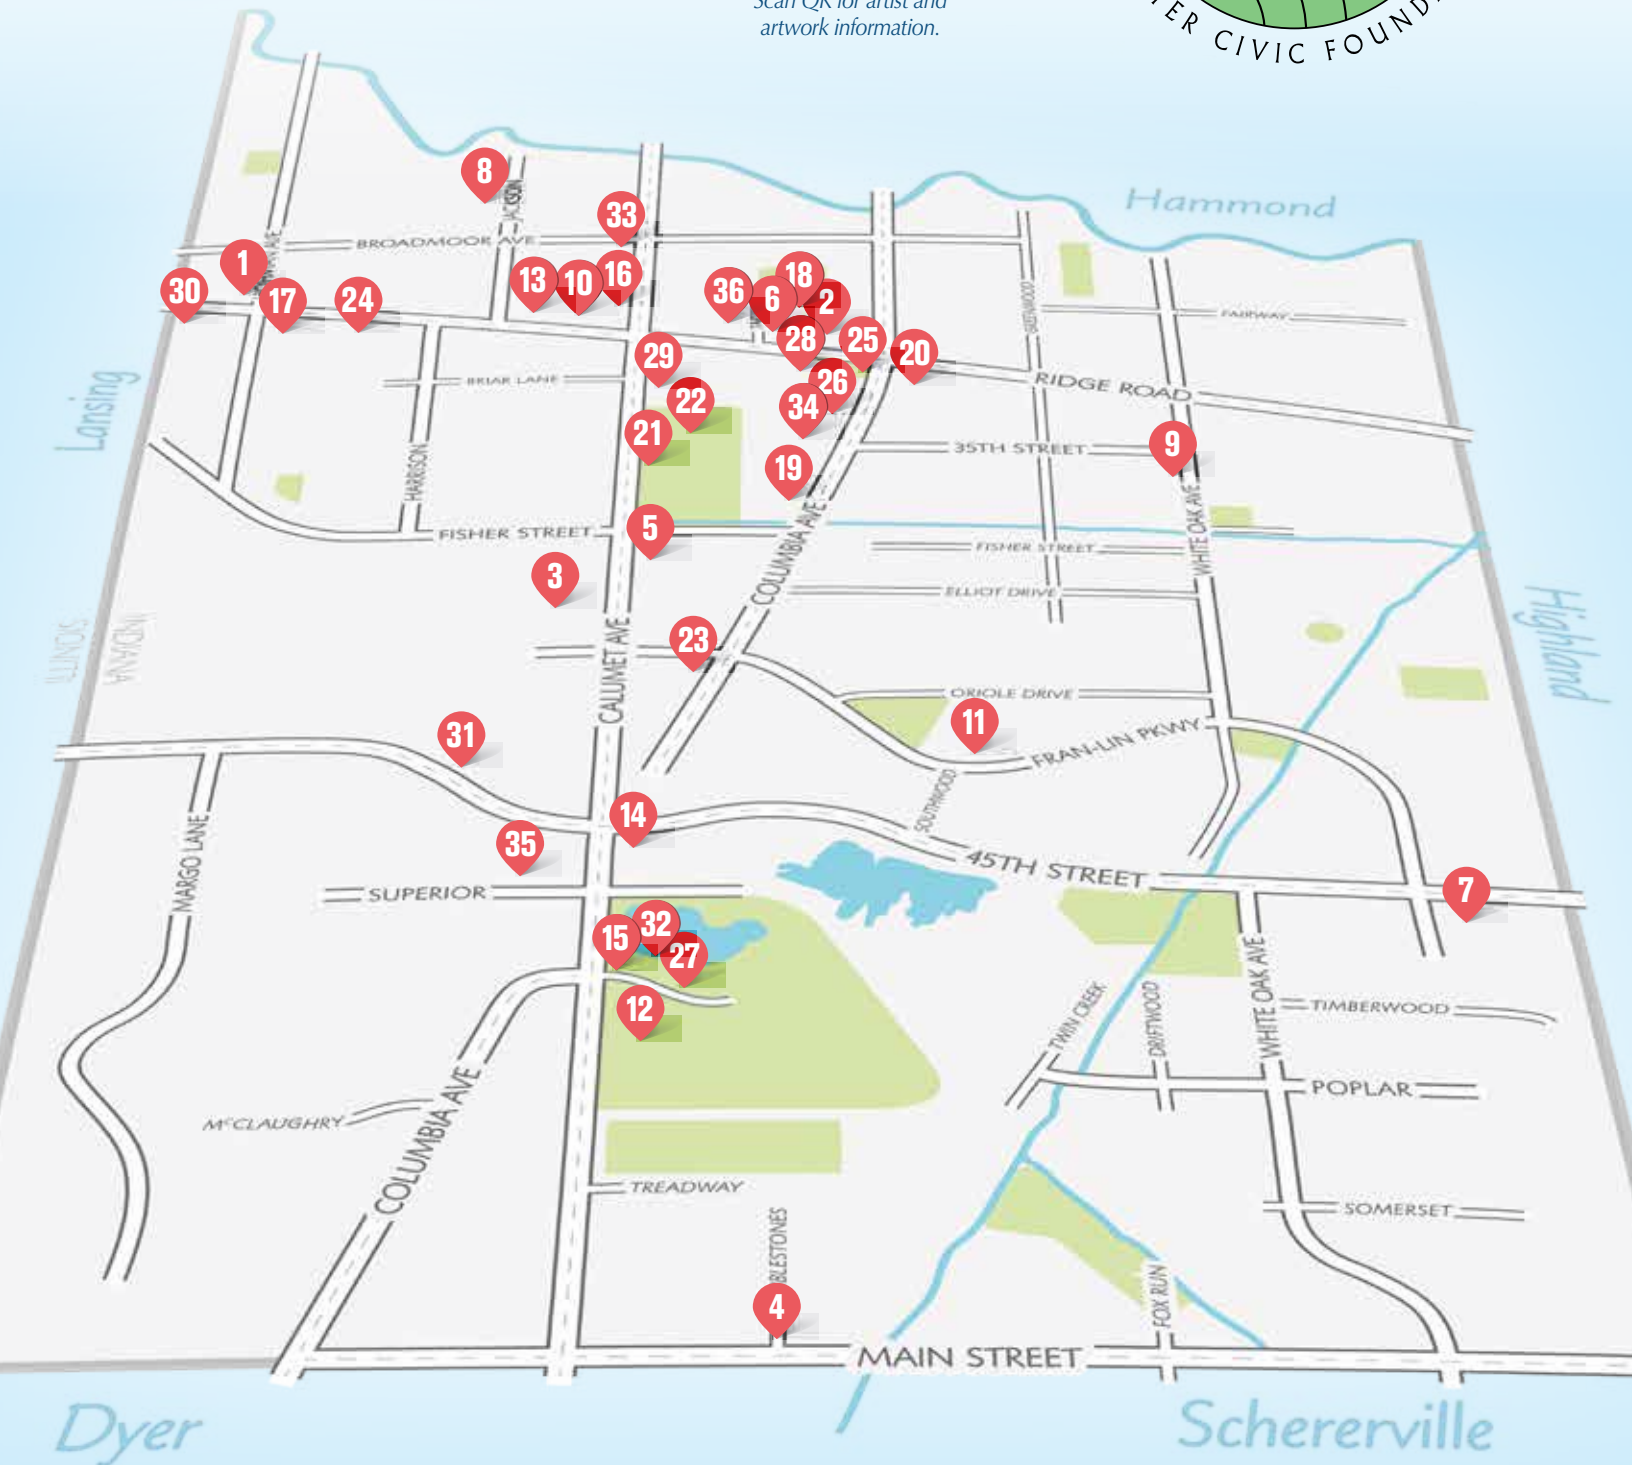 Scan QR for artist and
artwork information.
CIVIC
Hammond
8
JACKSON
33
BROADMOOR AVE
1
30
17
24
13
10
16
36
6
18
2
28
25
20
29
26
22
34
21
19
9
GREENWOOD
FAIRWAY
BRIAR LANE
RIDGE ROAD
Lansing
HARRISON
35TH STREET
FISHER STREET
5
COLUMBIA AVE
WHITE OAK AVE
FISHER STREET
3
ELLIOT DRIVE
Highland
ILLINOIS
INDIANA
CALUMET AVE
23
ORIOLE DRIVE
11
FRAN-LIN PKWY
31
SOUTHWOOD
14
35
MARGO LANE
45TH STREET
SUPERIOR
7
15
32
27
12
WHITE OAK AVE
TWIN CREEK
DRIFTWOOD
TIMBERWOOD
POPLAR
COLUMBIA AVE
McCLAUGHRY
TREADWAY
SOMERSET
BLESTONES
FOX RUN
4
MAIN STREET
Dyer
Schererville